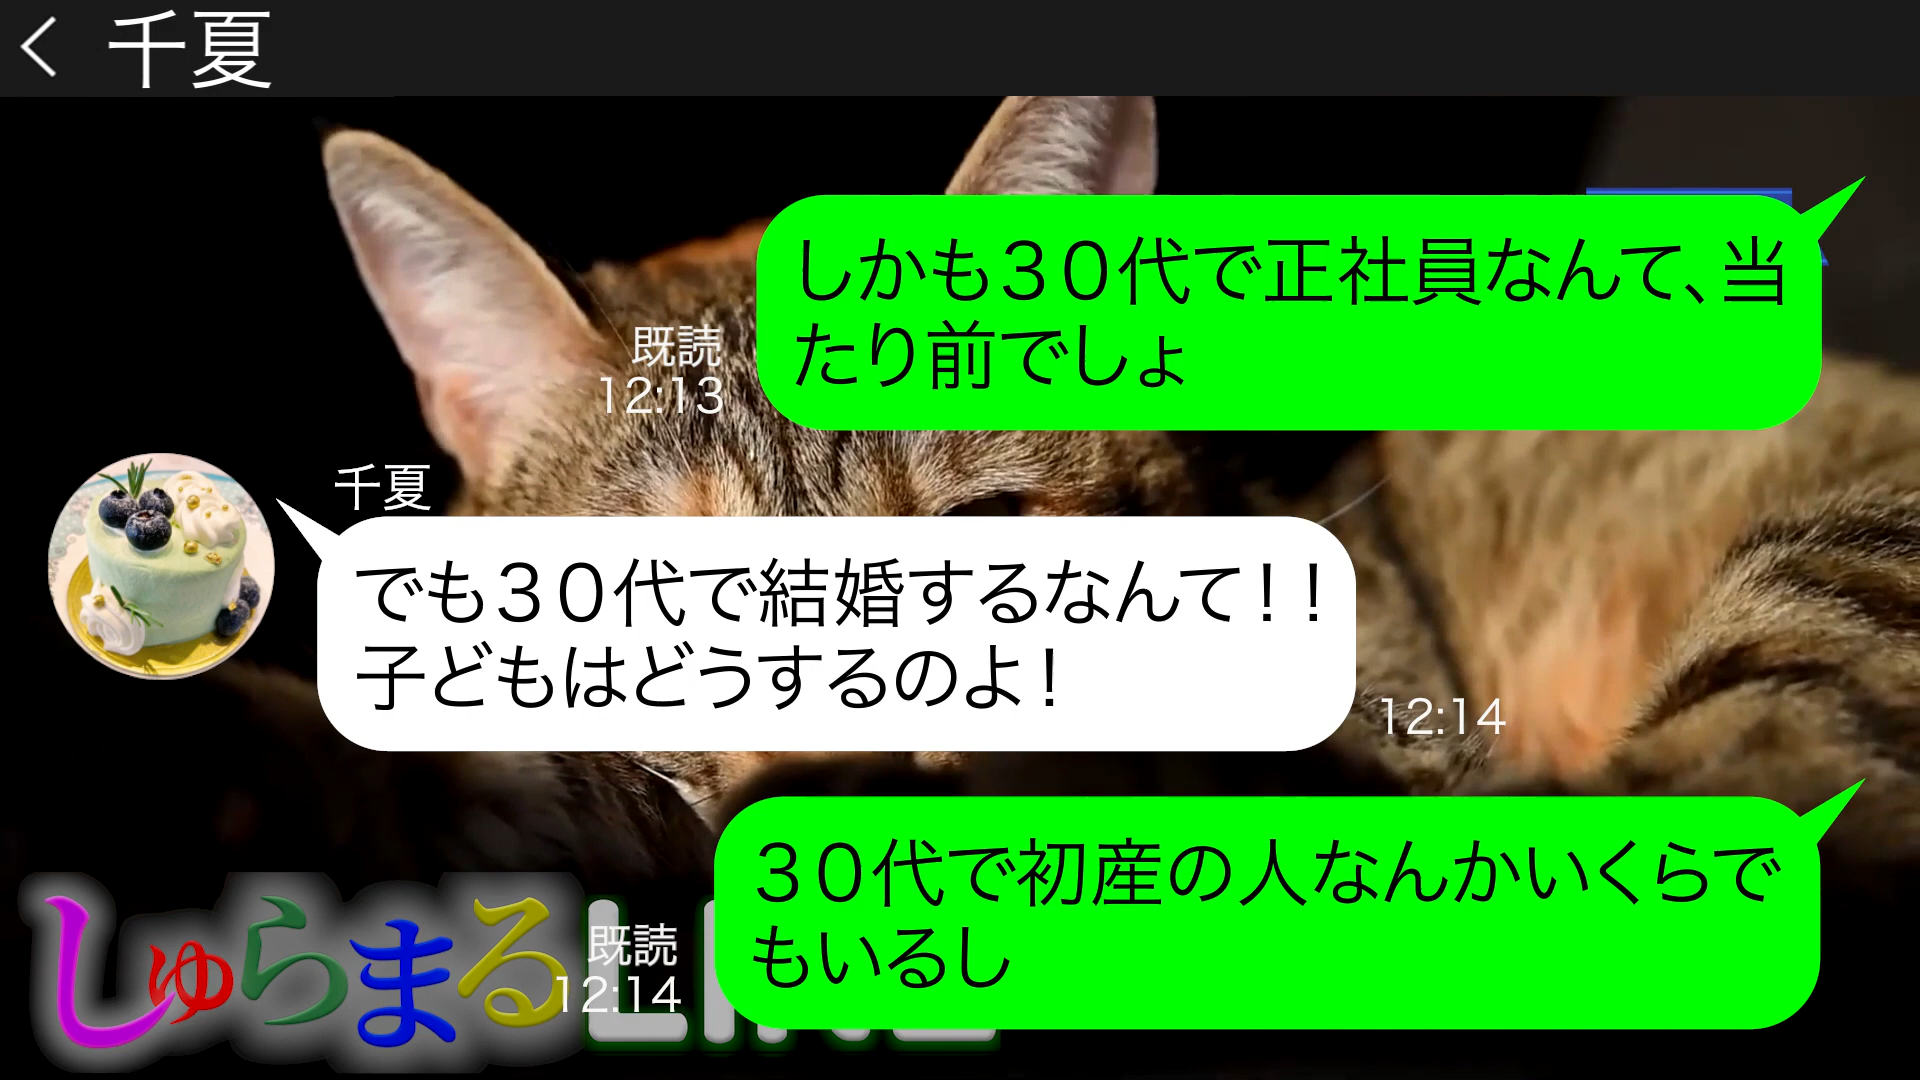 千夏
しかも３０代で正社員なんて、当
たり前でしょ
既読
12:13
千夏
でも３０代で結婚するなんて！！
子どもはどうするのよ！
12:14
３０代で初産の人なんかいくらで
もいるし
既読
12:14
しゅらまるLINE